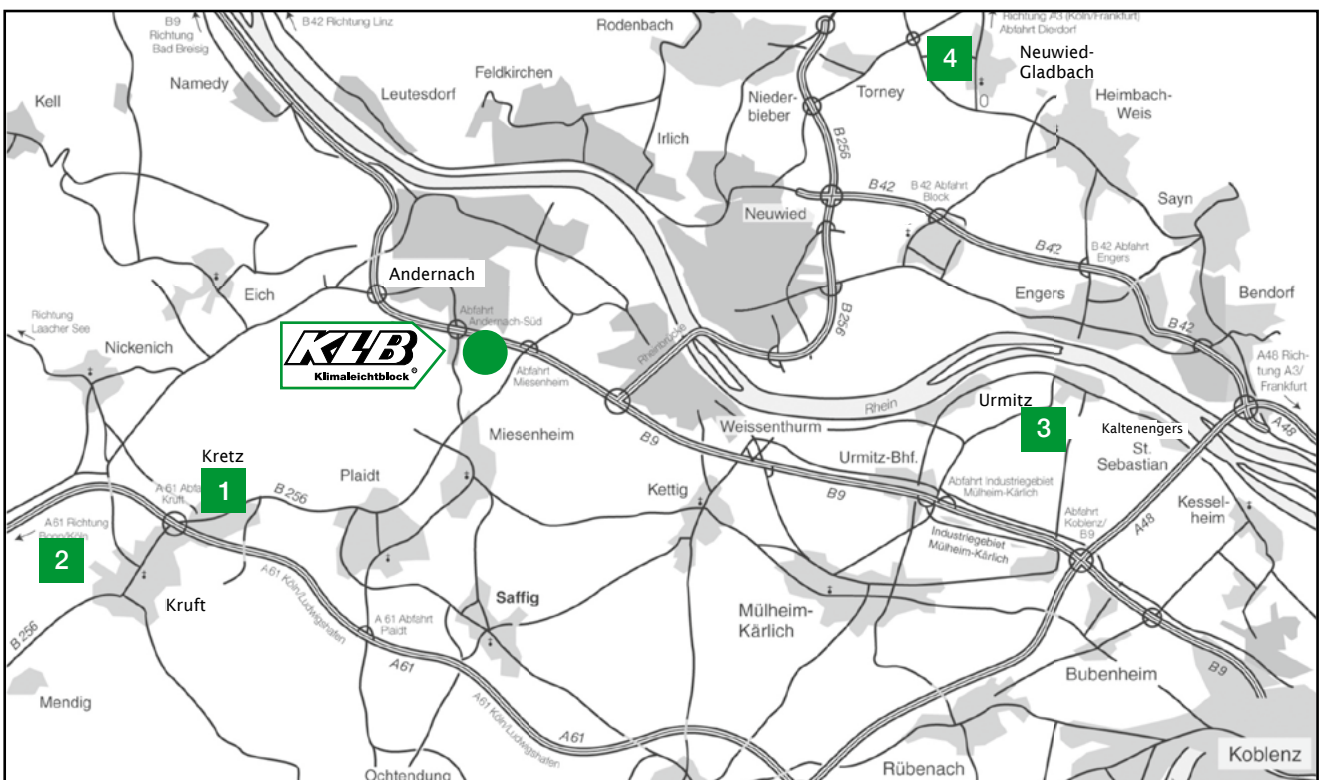 B9
Richtung
Bad Breisig
B42 Richtung Linz
Rodenbach
Richtung A3 (Köln/Frankfurt)
Abfahrt Dierdorf
4
Neuwied-
Gladbach
Kell
Namedy
Leutesdorf
Feldkirchen
Nieder-
bieber
Torney
Heimbach-
Weis
Irlich
B256
B42
B 42 Abfahrt
Block
Sayn
Neuwied
B 42 Abfahrt
Engers
B42
Andernach
Eich
Engers
Bendorf
Richtung
Laacher See
Nickenich
Abfahrt
Andernach-Süd
KLB
Klimaleichtblock®
Abfahrt
Miesenheim
Rheinbrücke
B256
B42
A48 Rich-
tung A3/
Frankfurt
Rhein
Urmitz
3
Kaltenengers
A48
Weissenthurm
St.
Sebastian
Miesenheim
B9
Urmitz-Bhf.
Kretz
1
A 61
Kruft
B 256
Plaidt
Kettig
B9
Abfahrt Industriegebiet
Mülheim-Kärlich
Kessel-
heim
A61 Richtung
Bonn/Köln
2
Abfahrt
Koblenz/
B9
A48
Industriegebiet
Mülheim-Kärlich
A61 Köln/Ludwigshafen
Kruft
Saffig
Mülheim-
Kärlich
B 256
A 61 Abfahrt
Plaidt
A61
Bubenheim
B9
Mendig
A61 Köln/Ludwigshafen
A61
Ochtendung
Rübenach
Koblenz